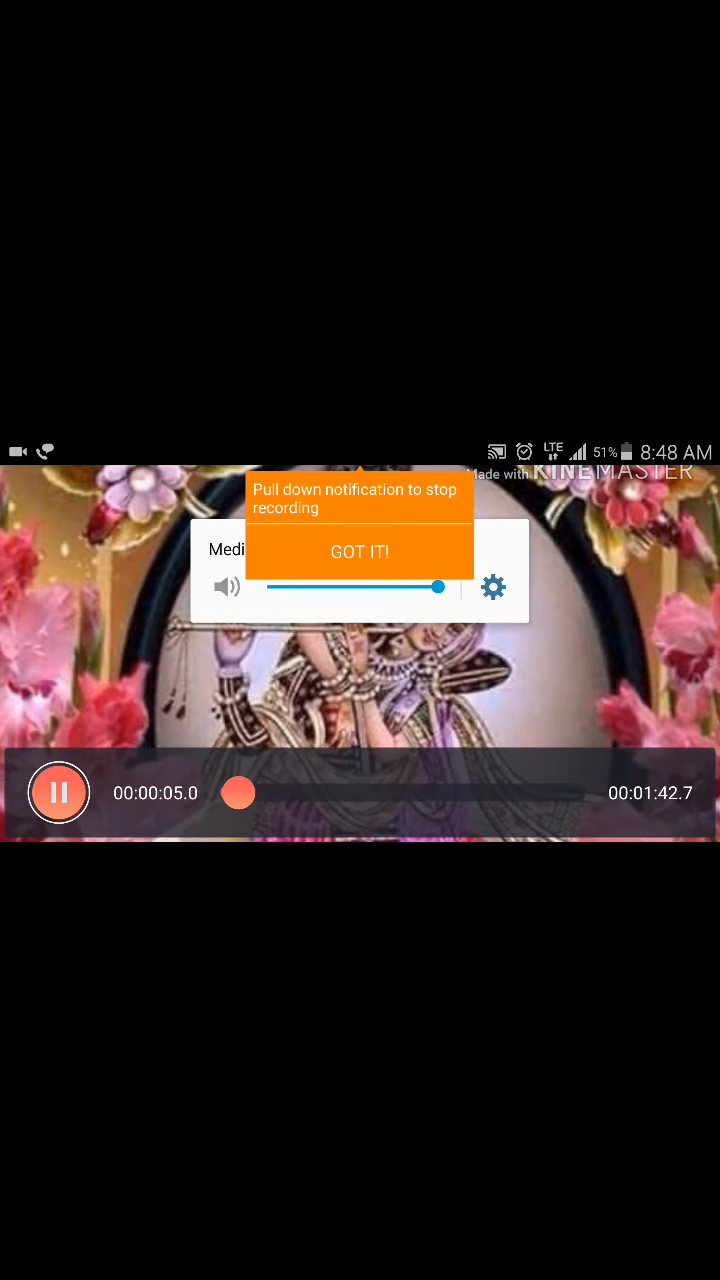 LTE 51% 8:48 AM
Made with KINEMASTER
Pull down notification to stop
recording
GOT IT!
Medi
00:00:05.0
00:01:42.7